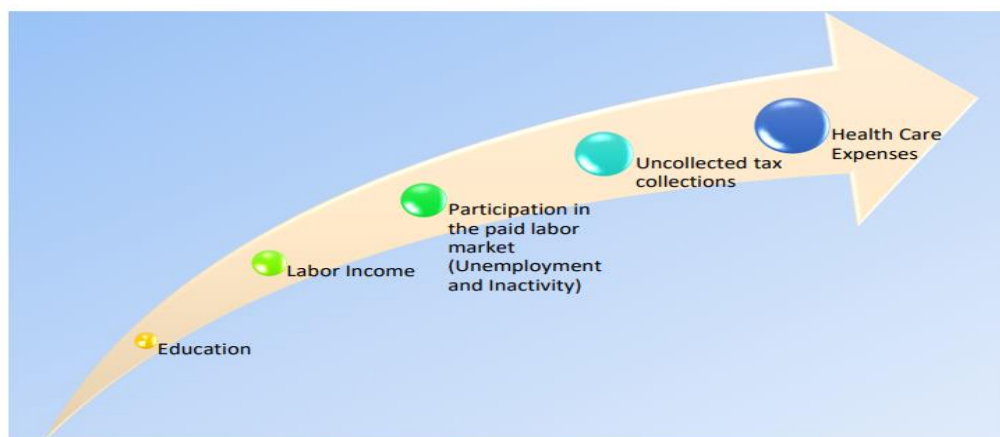 Education
Labor Income
Participation in
the paid labor
market
(Unemployment
and Inactivity)
Uncollected tax
collections
Health Care
Expenses